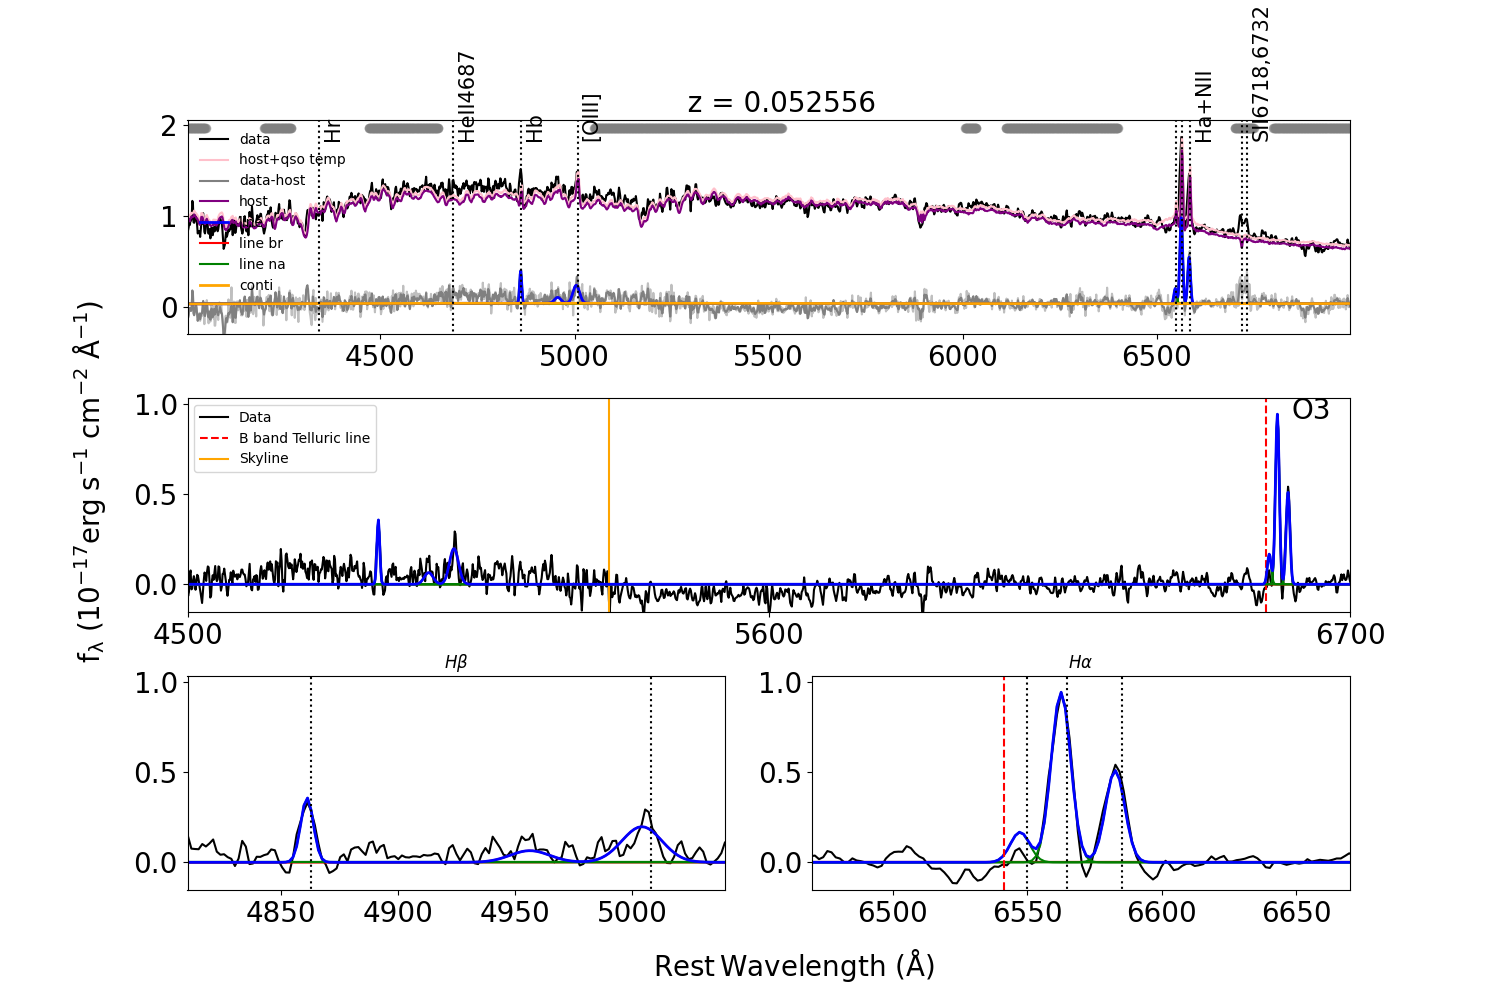 z = 0.052556
Hr
HeII4687
Hb
[OIII]
Ha+NII
SII6718,6732
2
1
0
data
host+qso temp
data-host
host
line br
line na
conti
4500 5000 5500 6000 6500
fλ (10−17erg s−1 cm−2 Å−1)
1.0
0.5
0.0
Data
B band Telluric line
Skyline
O3
4500 5600 6700
Hβ
1.0
0.5
0.0
4850 4900 4950 5000
Hα
1.0
0.5
0.0
6500 6550 6600 6650
Rest Wavelength (Å)